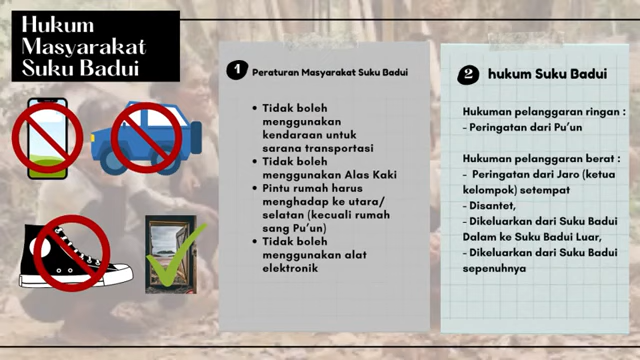 Hukum
Masyarakat
Suku Badui
1 Peraturan Masyarakat Suku Badui
• Tidak boleh
menggunakan
kendaraan untuk
sarana transportasi
• Tidak boleh
menggunakan Alas Kaki
• Pintu rumah harus
menghadap ke utara/
selatan (kecuali rumah
sang Pu’un)
• Tidak boleh
menggunakan alat
elektronik
2 hukum Suku Badui
Hukuman pelanggaran ringan :
- Peringatan dari Pu’un
Hukuman pelanggaran berat :
- Peringatan dari Jaro (ketua
kelompok) setempat
- Disantet,
- Dikeluarkan dari Suku Badui
Dalam ke Suku Badui Luar,
- Dikeluarkan dari Suku Badui
sepenuhnya